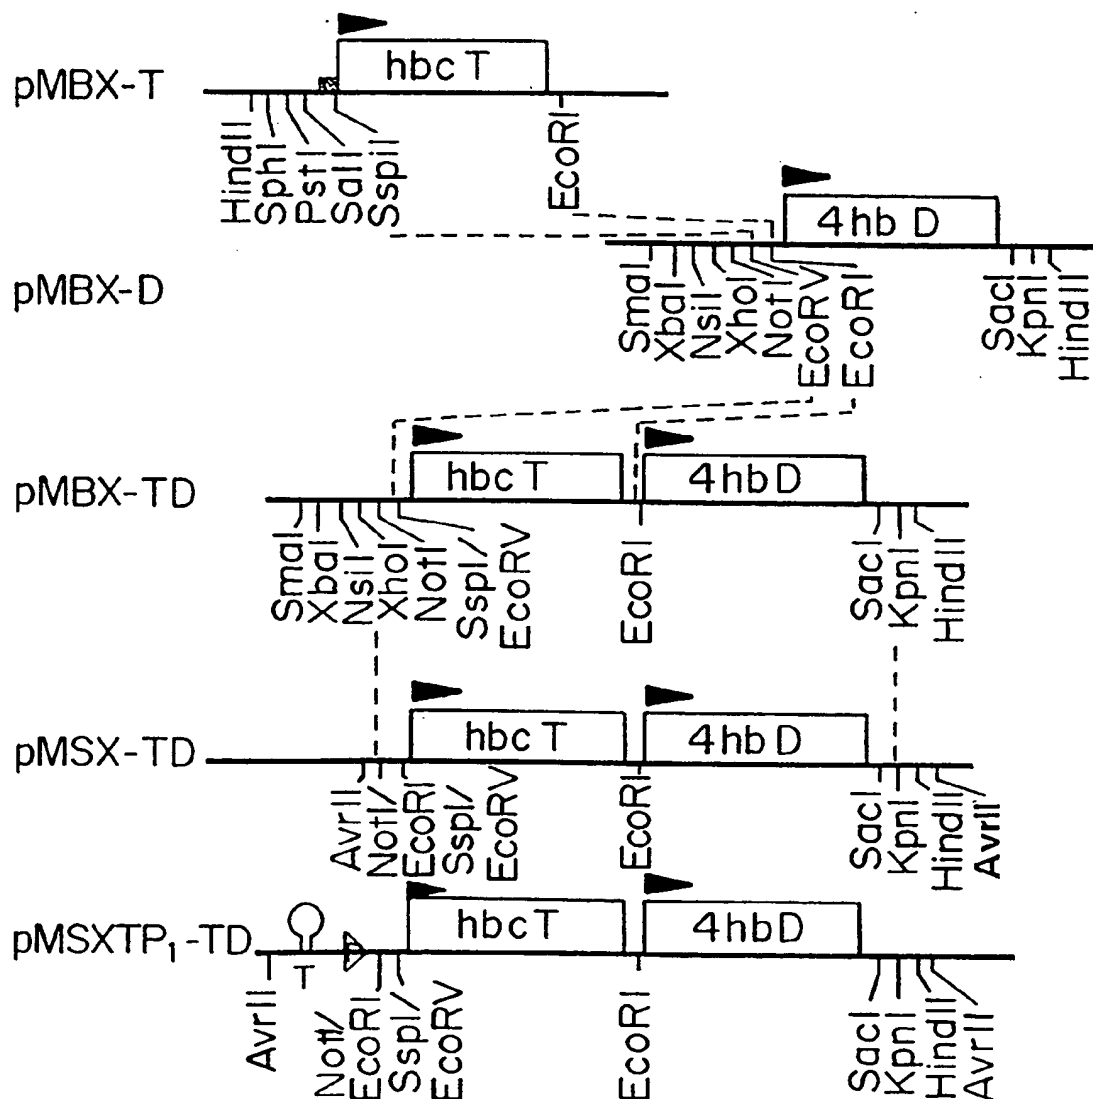 pMBX-T
hbc T
HindII SphI PstI SalI SspiI EcoRI
pMBX-D
4hb D
SmaI XbaI NsiI XhoI NotI EcoRV EcoRI SacI KpnI HindII
pMBX-TD
hbc T 4hbD
SmaI XbaI NsiI XhoI NotI SspI/ EcoRV EcoRI SacI KpnI HindII
pMSX-TD
hbc T 4hbD
AvrII NotI/ EcoRI SspI/ EcoRV EcoRI SacI KpnI HindII AvrII
pMSXTP₁-TD
hbc T 4hbD
T
AvrII NotI/ EcoRI SspI/ EcoRV EcoRI SacI KpnI HindII AvrII